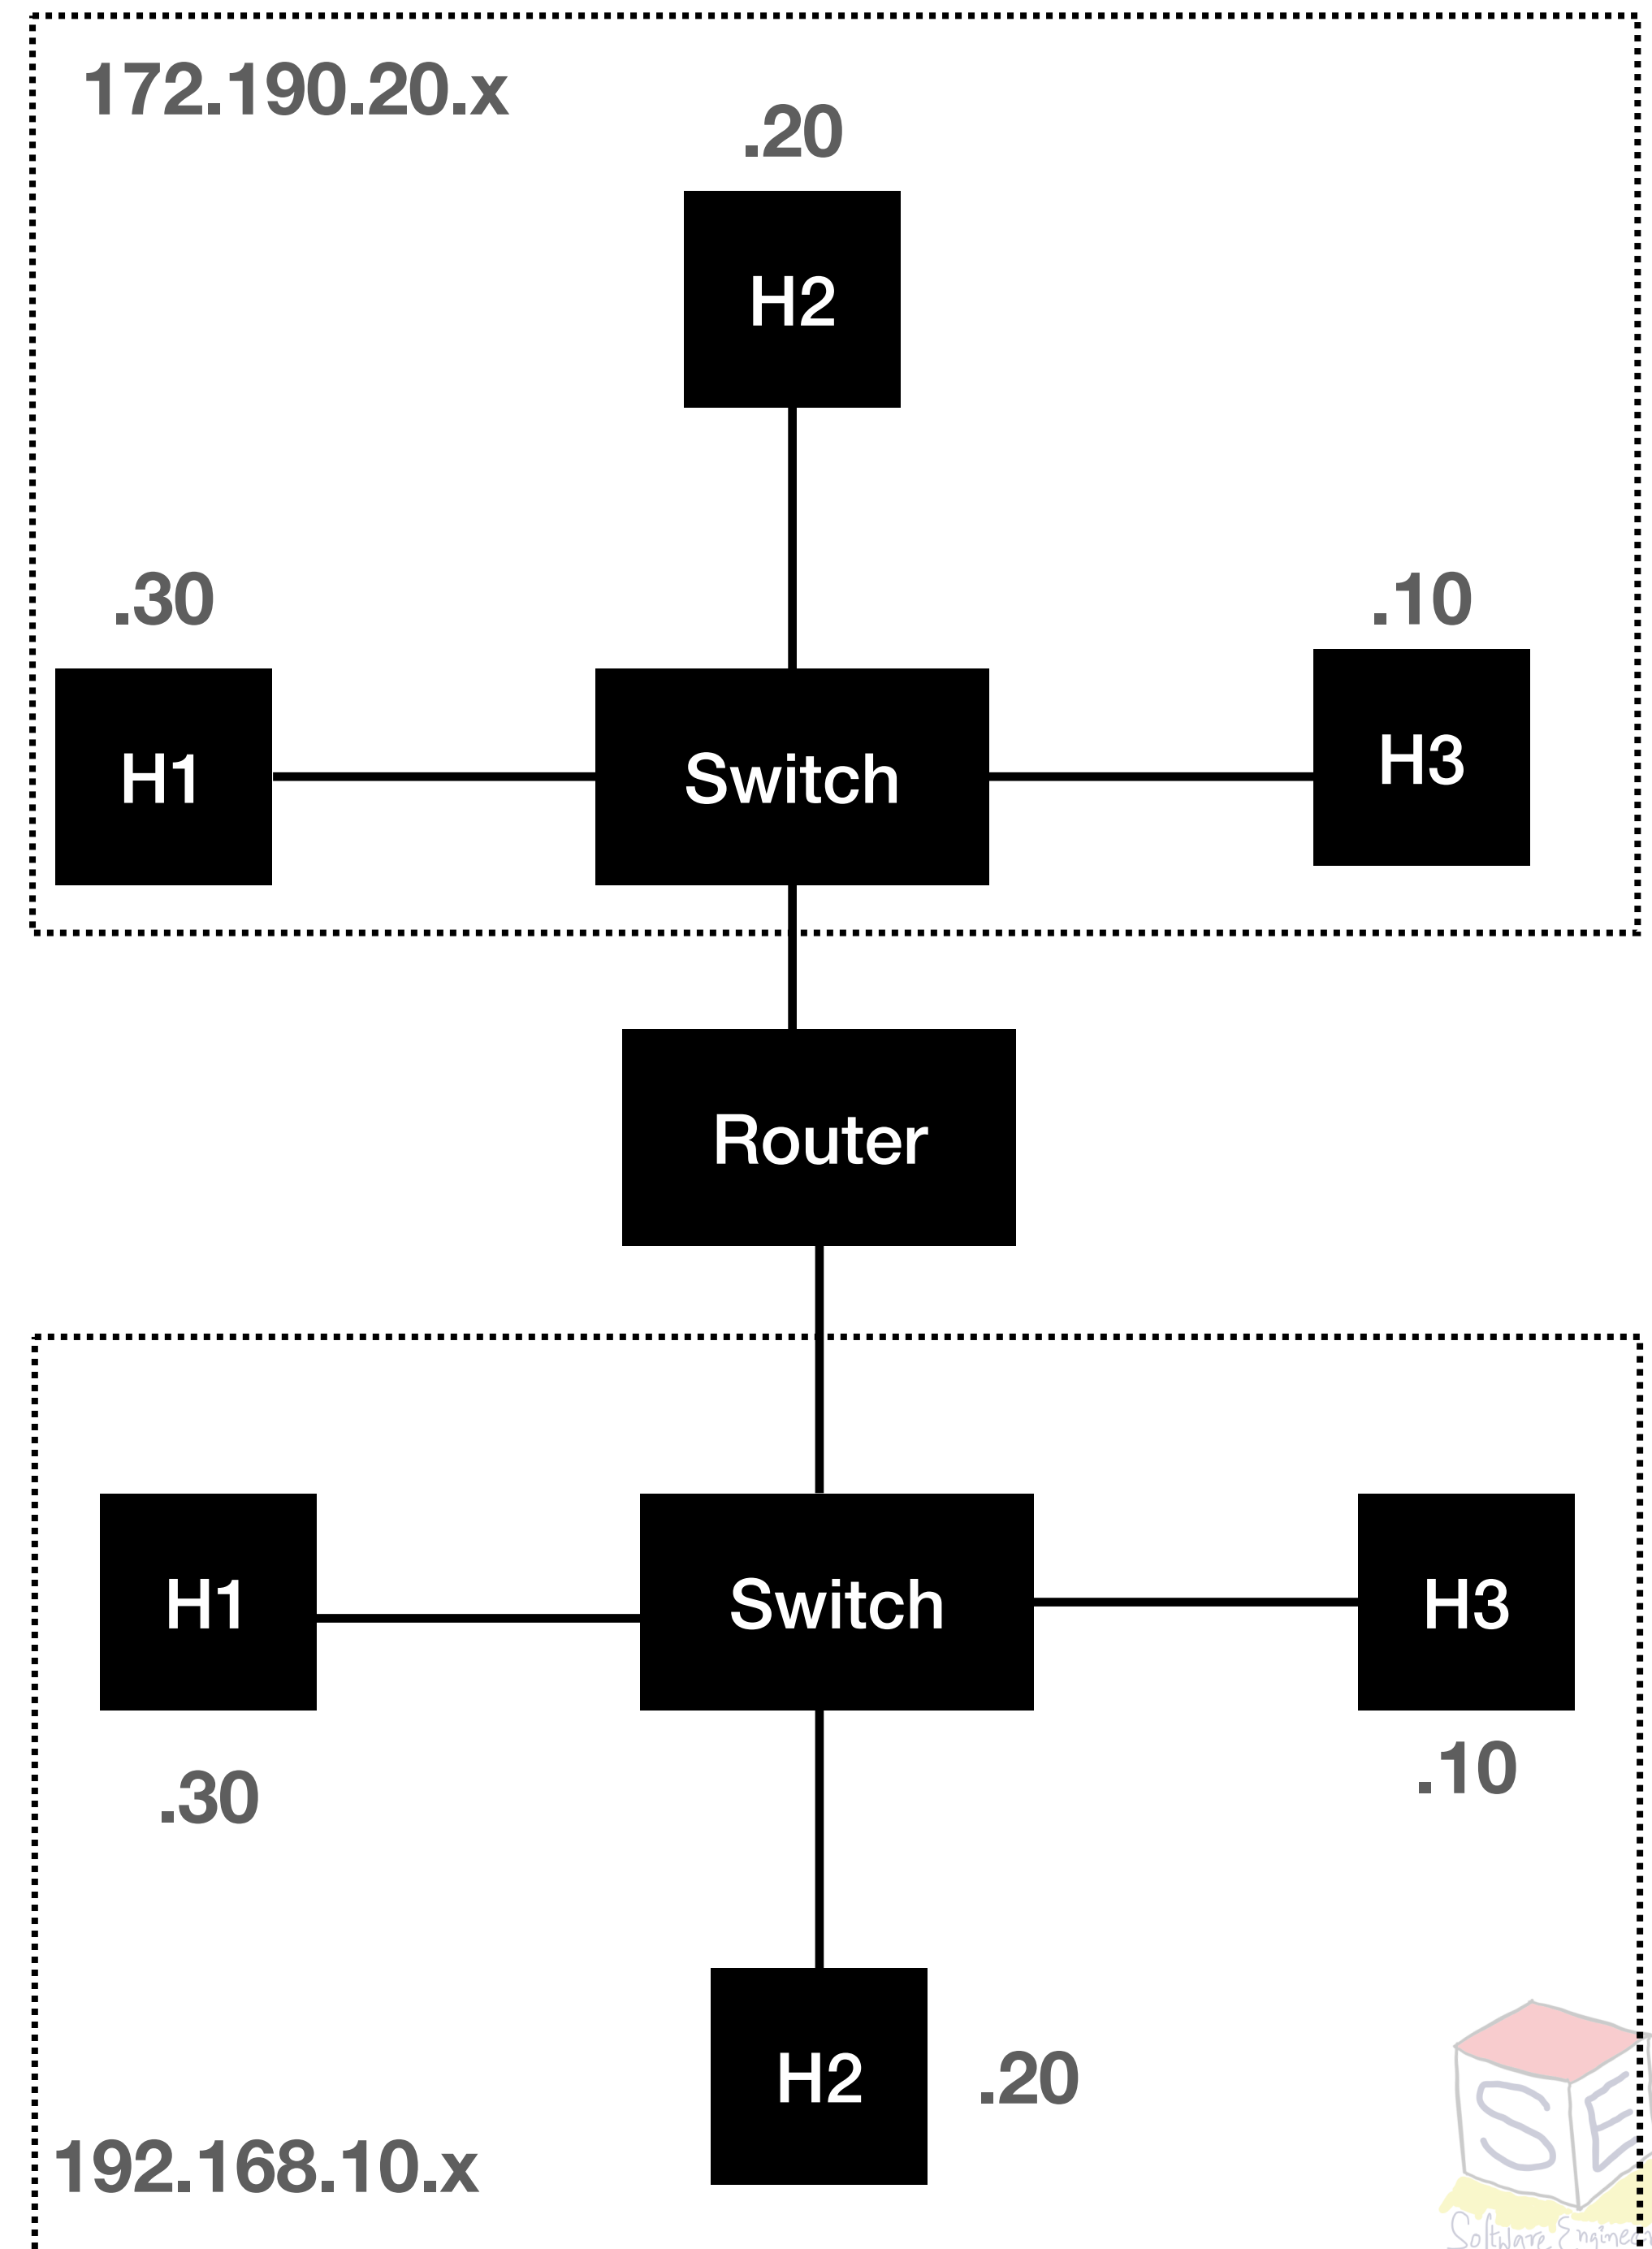 172.190.20.x
.20
H2
.30
.10
H1
Switch
H3
Router
H1
Switch
H3
.30
.10
H2
.20
192.168.10.x
SE
Software